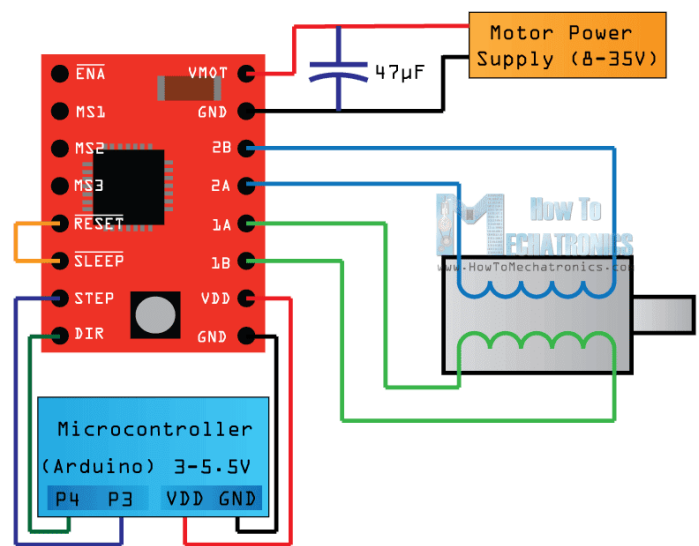 Motor Power
Supply (8-35V)
47µF
ENA
MS1
MS2
MS3
RESET
SLEEP
STEP
DIR
VMOT
GND
2B
2A
1A
1B
VDD
GND
How To
MECHATRONICS
www.HowToMechatronics.com
Microcontroller
(Arduino) 3-5.5V
P4 P3 VDD GND